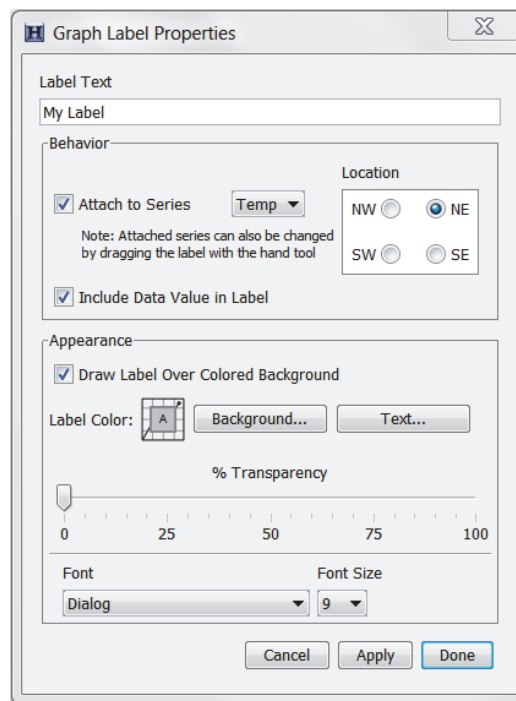 Graph Label Properties
Label Text
My Label
Behavior
Location
Attach to Series Temp
NW NE
Note: Attached series can also be changed
by dragging the label with the hand tool
SW SE
Include Data Value in Label
Appearance
Draw Label Over Colored Background
Label Color: A Background... Text...
% Transparency
0 25 50 75 100
Font Font Size
Dialog 9
Cancel Apply Done